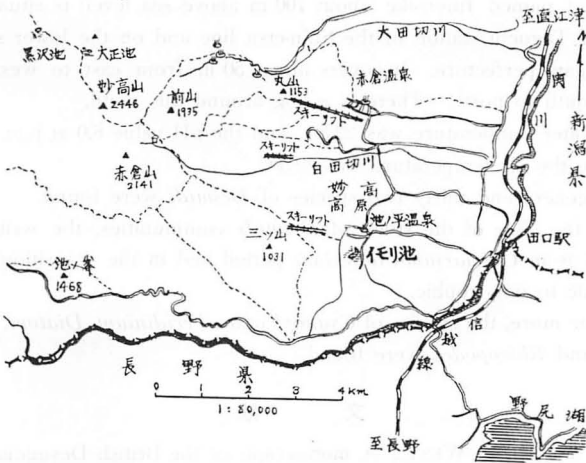 至直江津
大田切川
黒沢池
大正池
妙高山
2446
前山
1935
丸山
1153
赤倉温泉
スキーリフト
関川
新潟県
赤倉山
2141
スキーリフト
白田切川
妙高高原
スキーリフト
池ノ平温泉
三ツ山
1031
イモリ池
田口駅
1468
信越線
長野県
0 1 2 3 4KM
1:50,000
至長野
野尻湖